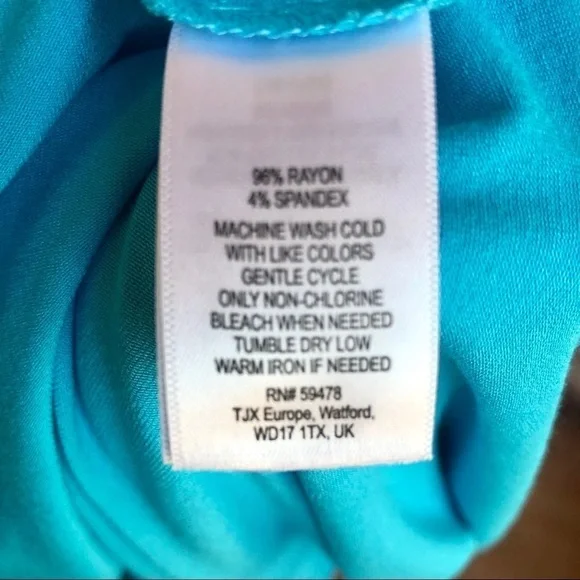 96% RAYON
4% SPANDEX
MACHINE WASH COLD
WITH LIKE COLORS
GENTLE CYCLE
ONLY NON-CHLORINE
BLEACH WHEN NEEDED
TUMBLE DRY LOW
WARM IRON IF NEEDED
RN# 59478
TJX Europe, Watford,
WD17 1TX, UK